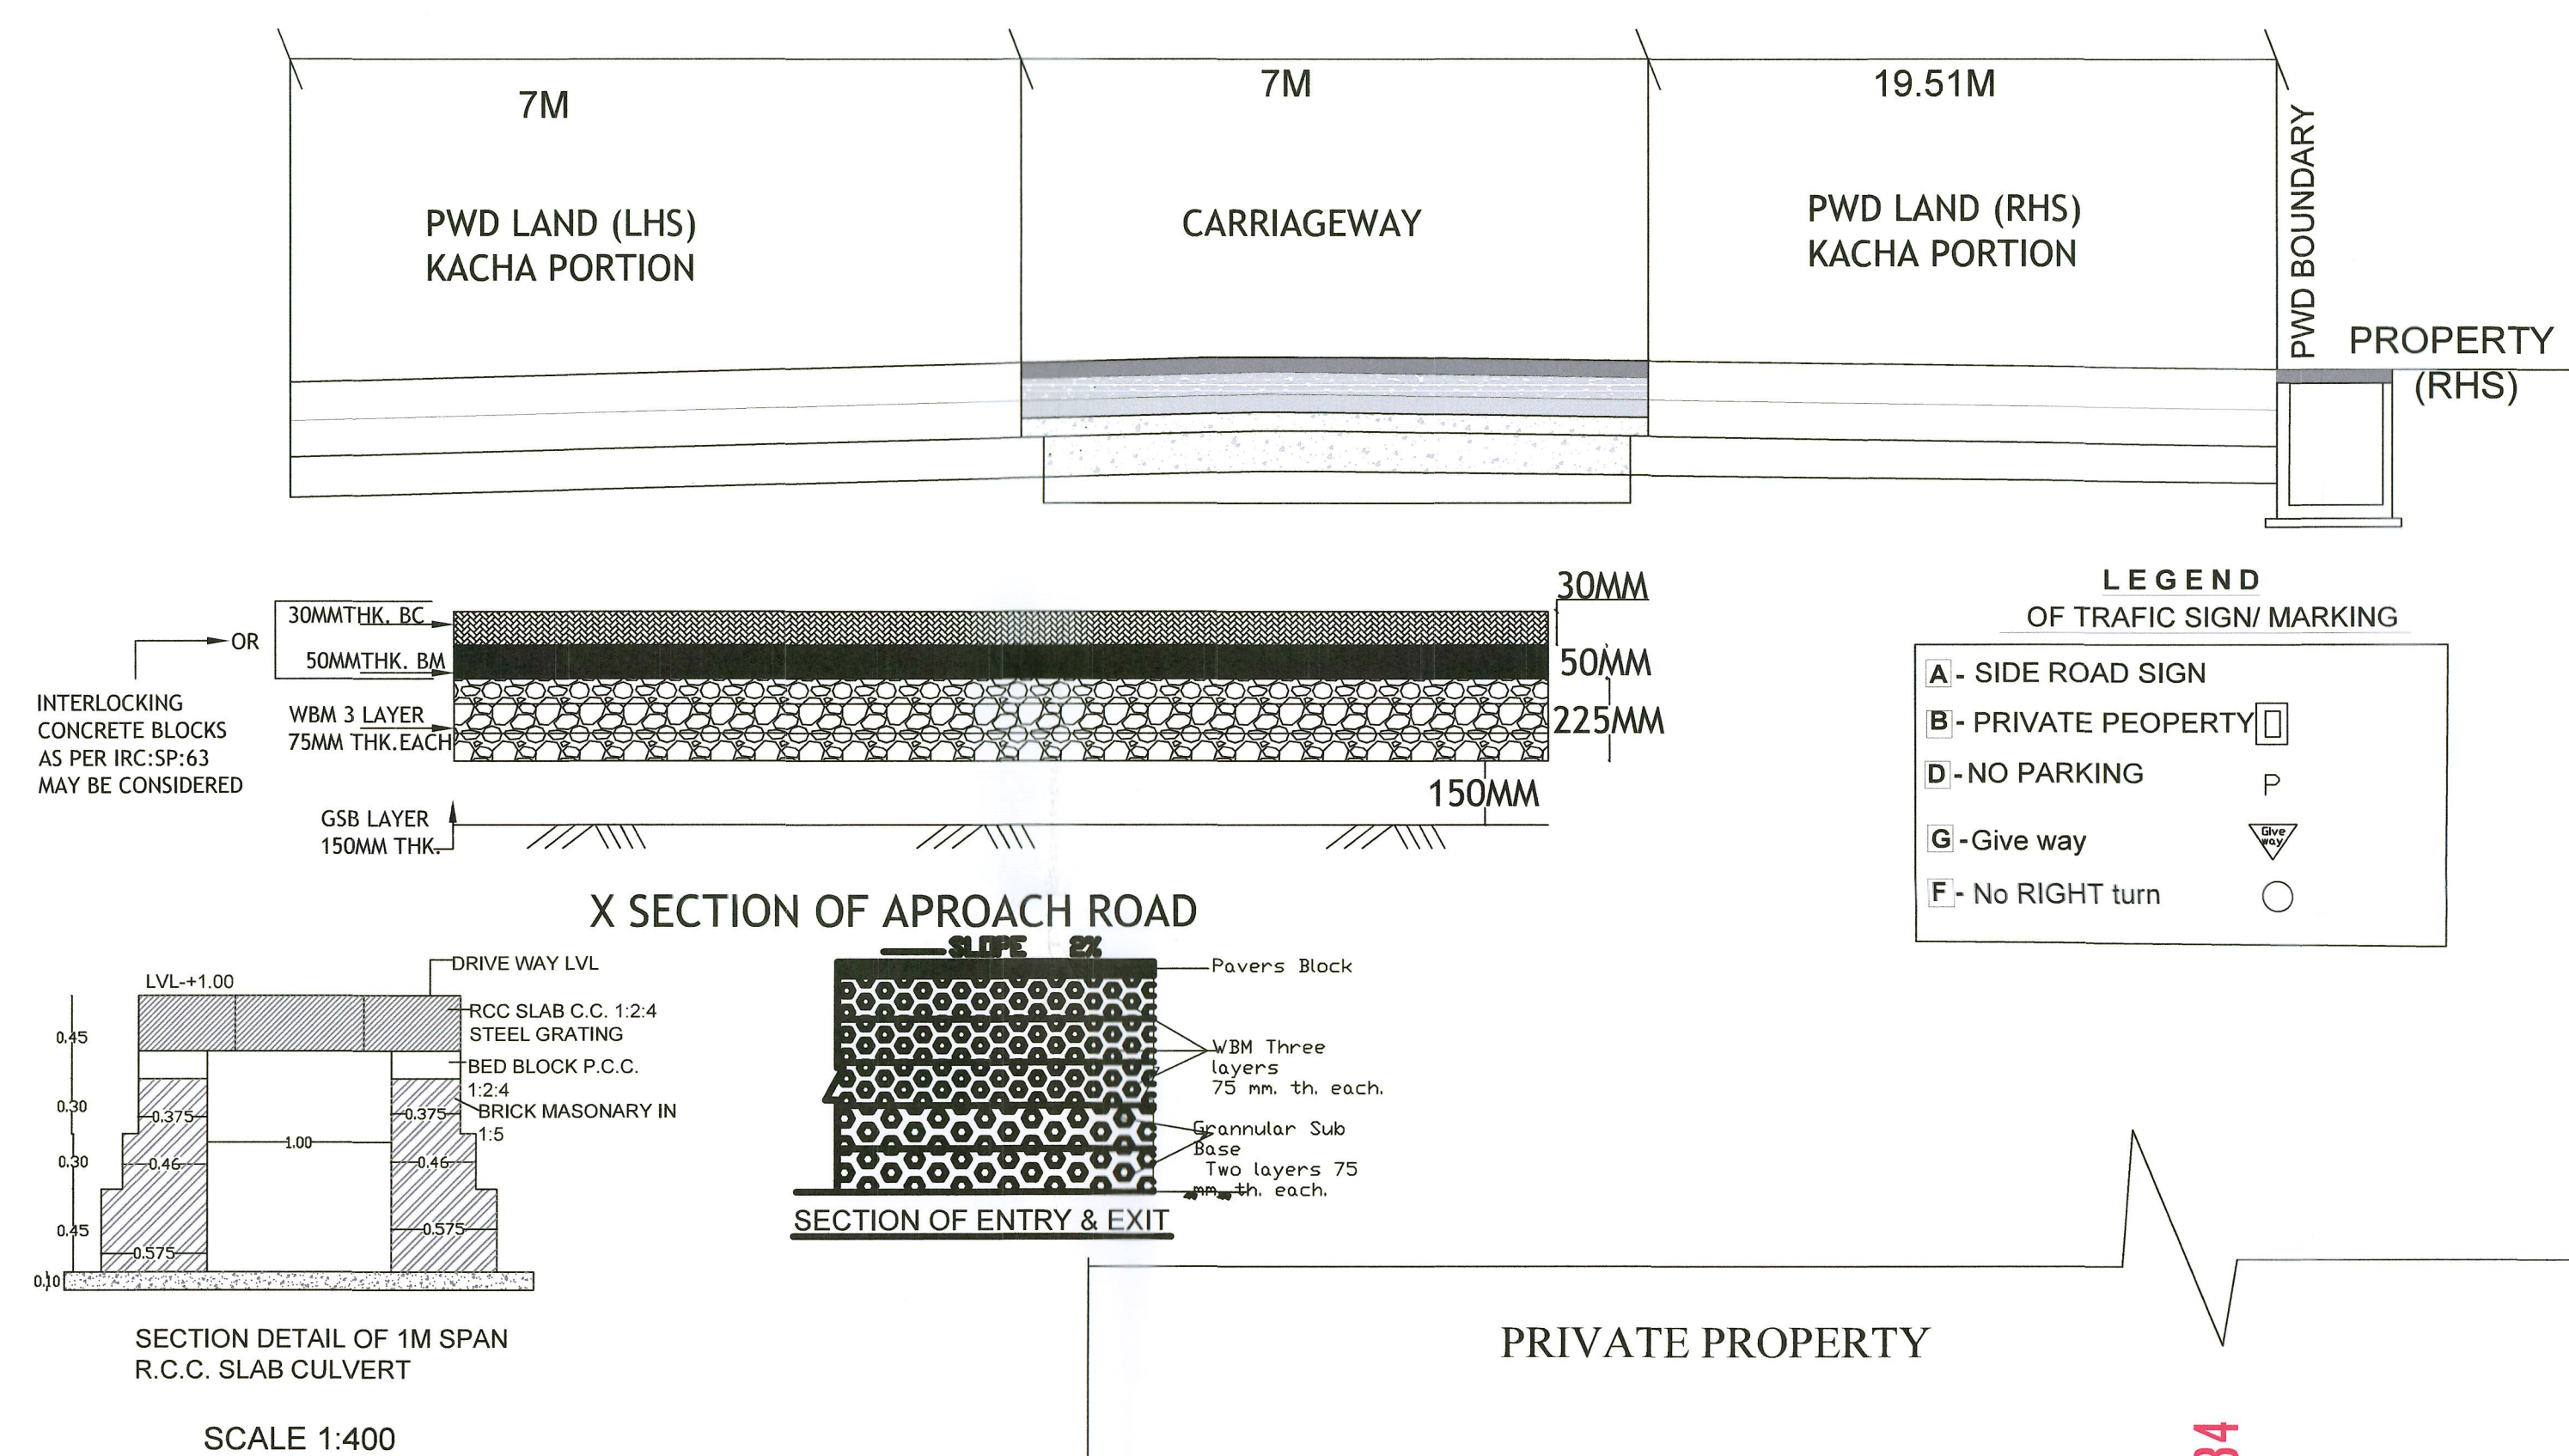 7M
7M
19.51M
PWD LAND (LHS)
KACHA PORTION
CARRIAGEWAY
PWD LAND (RHS)
KACHA PORTION
PWD BOUNDARY
PROPERTY
(RHS)
30MMTHK. BC
50MMTHK. BM
OR
INTERLOCKING
CONCRETE BLOCKS
AS PER IRC:SP:63
MAY BE CONSIDERED
WBM 3 LAYER
75MM THK.EACH
GSB LAYER
150MM THK.
30MM
50MM
225MM
150MM
X SECTION OF APROACH ROAD
LEGEND
OF TRAFIC SIGN/ MARKING
A - SIDE ROAD SIGN
B - PRIVATE PEOPERTY
D - NO PARKING
P
G - Give way
Give
way
F - No RIGHT turn
LVL-+1.00
DRIVE WAY LVL
RCC SLAB C.C. 1:2:4
STEEL GRATING
BED BLOCK P.C.C.
1:2:4
BRICK MASONARY IN
1:5
0.45
0.30
0.30
0.45
0.10
0.375
0.46
0.575
1.00
0.375
0.46
0.575
SECTION DETAIL OF 1M SPAN
R.C.C. SLAB CULVERT
SCALE 1:400
SLOPE 2%
Pavers Block
WBM Three
layers
75 mm. th. each.
Grannular Sub
Base
Two layers 75
mm. th. each.
SECTION OF ENTRY & EXIT
PRIVATE PROPERTY
34